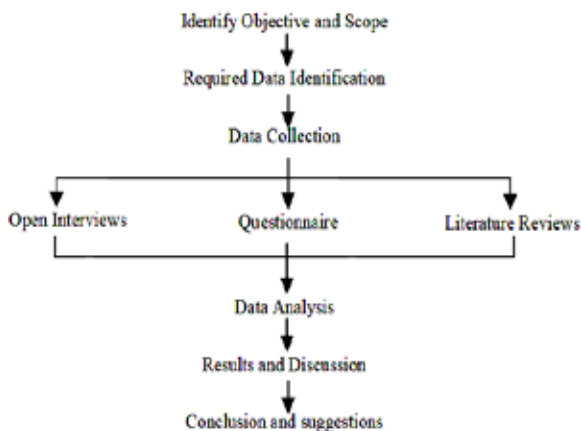 Identify Objective and Scope
Required Data Identification
Data Collection
Open Interviews
Questionnaire
Literature Reviews
Data Analysis
Results and Discussion
Conclusion and suggestions